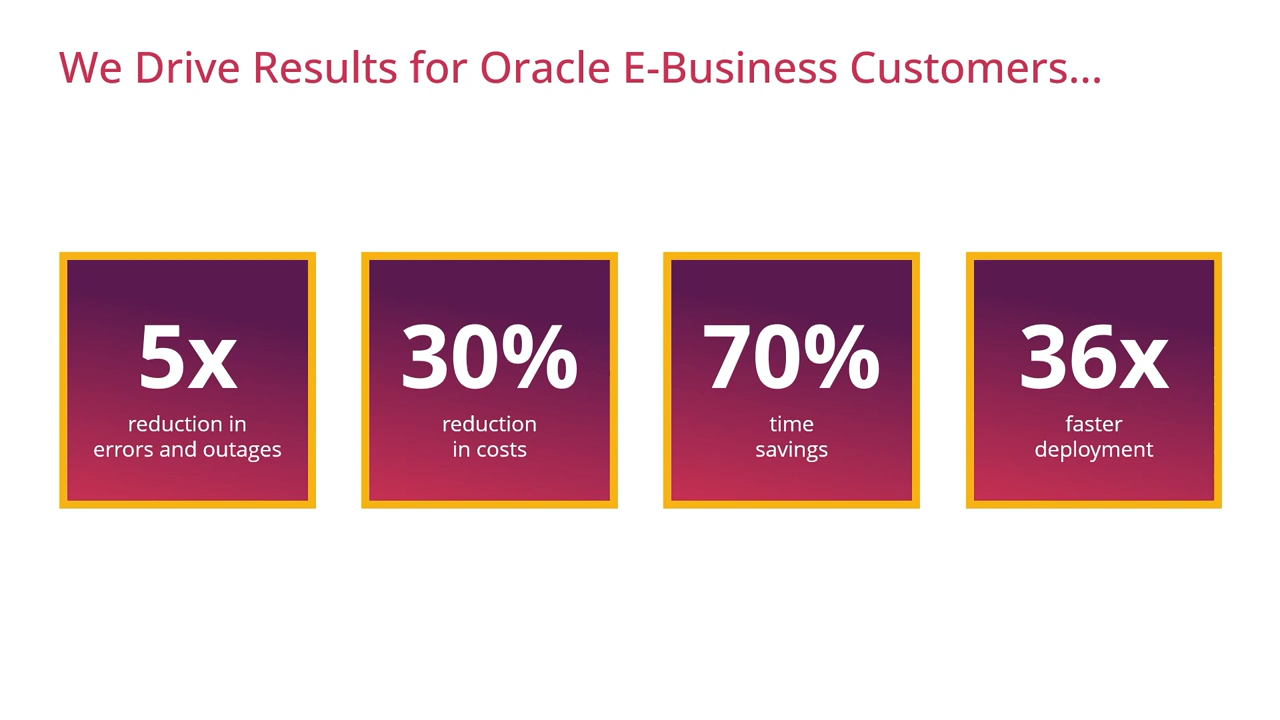 We Drive Results for Oracle E-Business Customers...
5x
reduction in
errors and outages
30%
reduction
in costs
70%
time
savings
36x
faster
deployment